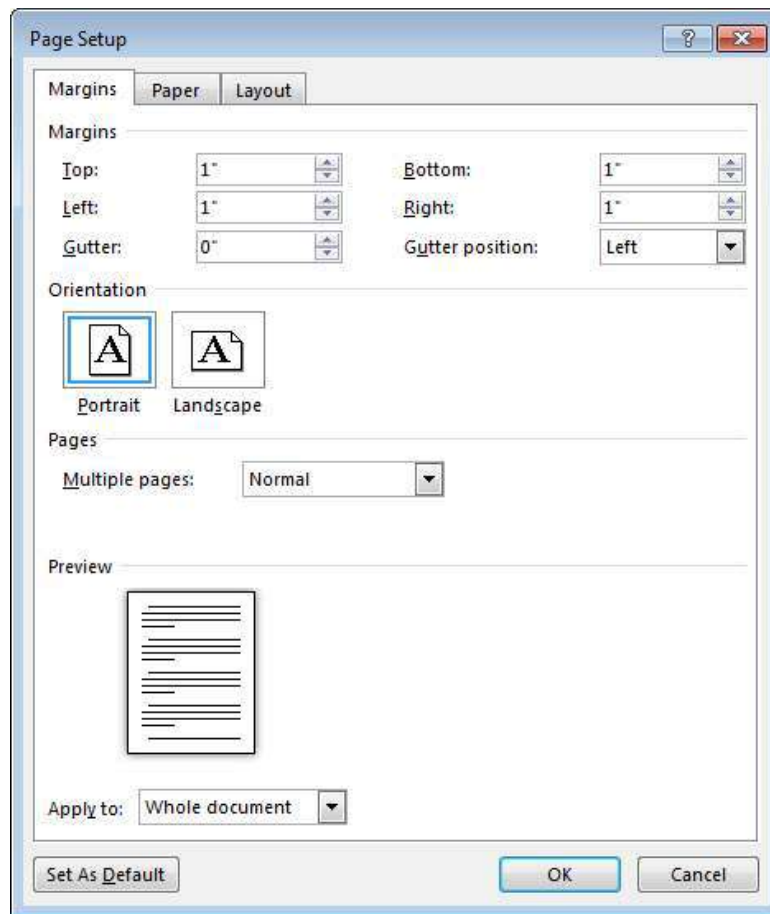 Page Setup
Margins Paper Layout
Margins
Top: 1" Bottom: 1"
Left: 1" Right: 1"
Gutter: 0" Gutter position: Left
Orientation
A A
Portrait Landscape
Pages
Multiple pages: Normal
Preview
Apply to: Whole document
Set As Default OK Cancel